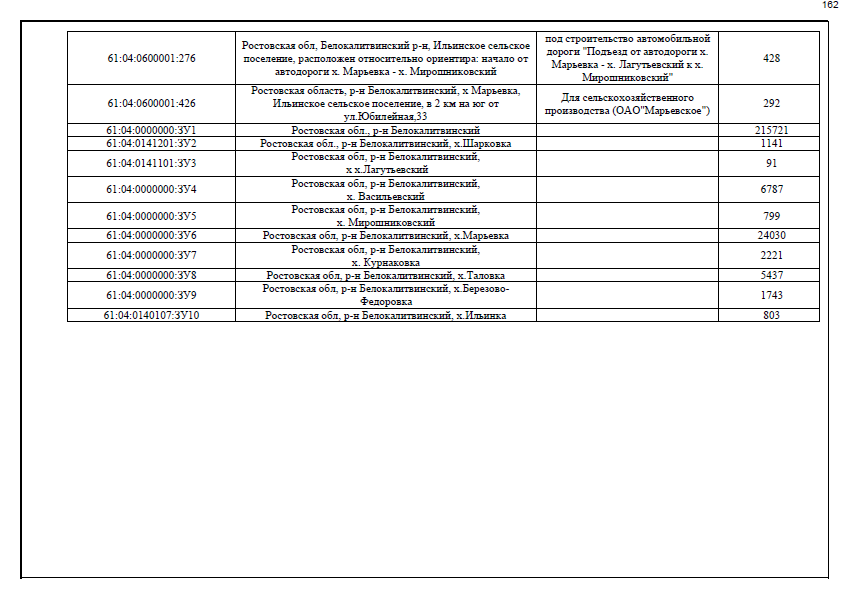 162
61:04:0600001:276
Ростовская обл, Белокалитвинский р-н, Ильинское сельское
поселение, расположен относительно ориентира: начало от
автодороги х. Марьевка - х. Мирошниковский
под строительство автомобильной
дороги "Подъезд от автодороги х.
Марьевка - х. Лагутьевский к х.
Мирошниковский"
428
61:04:0600001:426
Ростовская область, р-н Белокалитвинский, х Марьевка,
Ильинское сельское поселение, в 2 км на юг от
ул.Юбилейная,33
Для сельскохозяйственного
производства (ОАО"Марьевское")
292
61:04:0000000:ЗУ1
Ростовская обл., р-н Белокалитвинский
215721
61:04:0141201:ЗУ2
Ростовская обл., р-н Белокалитвинский, х.Шарковка
1141
61:04:0141101:ЗУ3
Ростовская обл, р-н Белокалитвинский,
х х.Лагутьевский
91
61:04:0000000:ЗУ4
Ростовская обл, р-н Белокалитвинский,
х. Васильевский
6787
61:04:0000000:ЗУ5
Ростовская обл, р-н Белокалитвинский,
х. Мирошниковский
799
61:04:0000000:ЗУ6
Ростовская обл, р-н Белокалитвинский, х.Марьевка
24030
61:04:0000000:ЗУ7
Ростовская обл, р-н Белокалитвинский,
х. Курнаковка
2221
61:04:0000000:ЗУ8
Ростовская обл, р-н Белокалитвинский, х.Таловка
5437
61:04:0000000:ЗУ9
Ростовская обл, р-н Белокалитвинский, х.Березово-
Федоровка
1743
61:04:0140107:ЗУ10
Ростовская обл, р-н Белокалитвинский, х.Ильинка
803